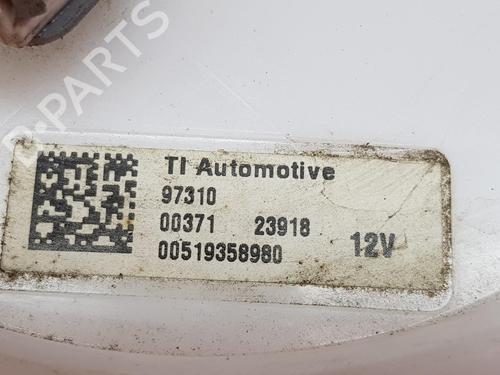 D-PARTS
TI Automotive
97310
00371 23918
00519358980 12V